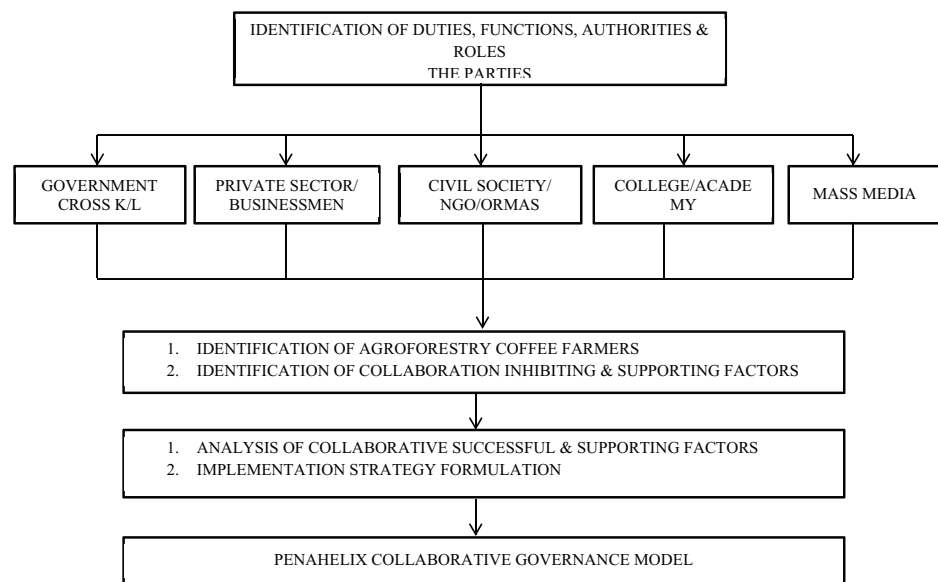 IDENTIFICATION OF DUTIES, FUNCTIONS, AUTHORITIES &
ROLES
THE PARTIES
GOVERNMENT
CROSS K/L
PRIVATE SECTOR/
BUSINESSMEN
CIVIL SOCIETY/
NGO/ORMAS
COLLEGE/ACADE
MY
MASS MEDIA
1. IDENTIFICATION OF AGROFORESTRY COFFEE FARMERS
2. IDENTIFICATION OF COLLABORATION INHIBITING & SUPPORTING FACTORS
1. ANALYSIS OF COLLABORATIVE SUCCESSFUL & SUPPORTING FACTORS
2. IMPLEMENTATION STRATEGY FORMULATION
PENAHELIX COLLABORATIVE GOVERNANCE MODEL